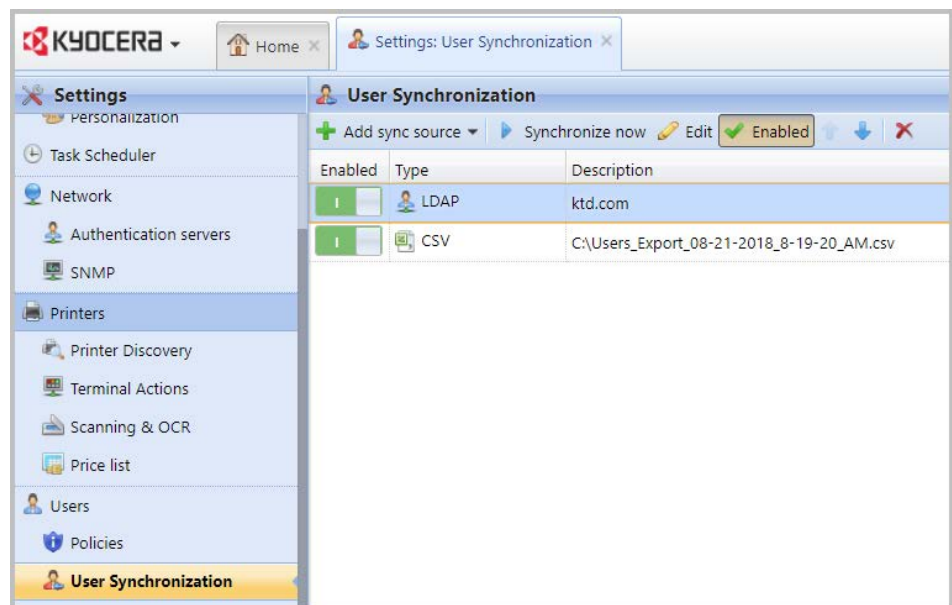 KYOCERA
Home
Settings: User Synchronization
Settings
Personalization
Task Scheduler
Network
Authentication servers
SNMP
Printers
Printer Discovery
Terminal Actions
Scanning & OCR
Price list
Users
Policies
User Synchronization
User Synchronization
Add sync source Synchronize now Edit Enabled
Enabled Type Description
LDAP ktd.com
CSV C:\Users_Export_08-21-2018_8-19-20_AM.csv